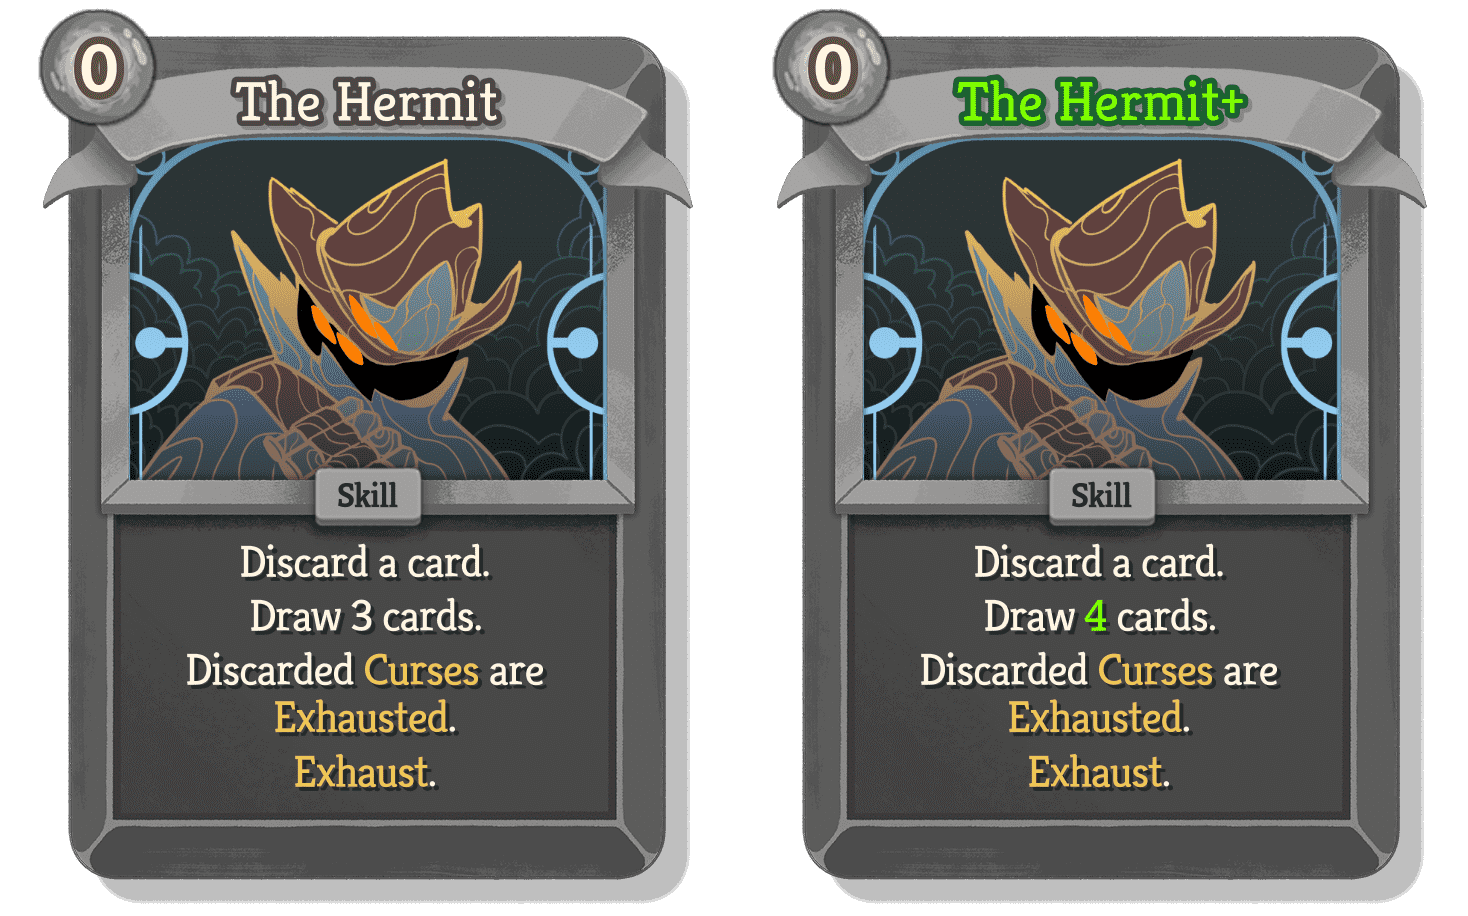 0
The Hermit
Skill
Discard a card.
Draw 3 cards.
Discarded Curses are
Exhausted.
Exhaust.
0
The Hermit+
Skill
Discard a card.
Draw 4 cards.
Discarded Curses are
Exhausted.
Exhaust.